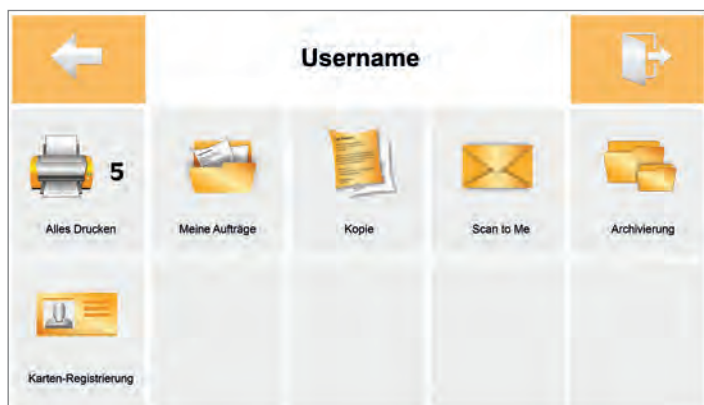 Username
5
Alles Drucken
Meine Aufträge
Kopie
Scan to Me
Archivierung
Karten-Registrierung